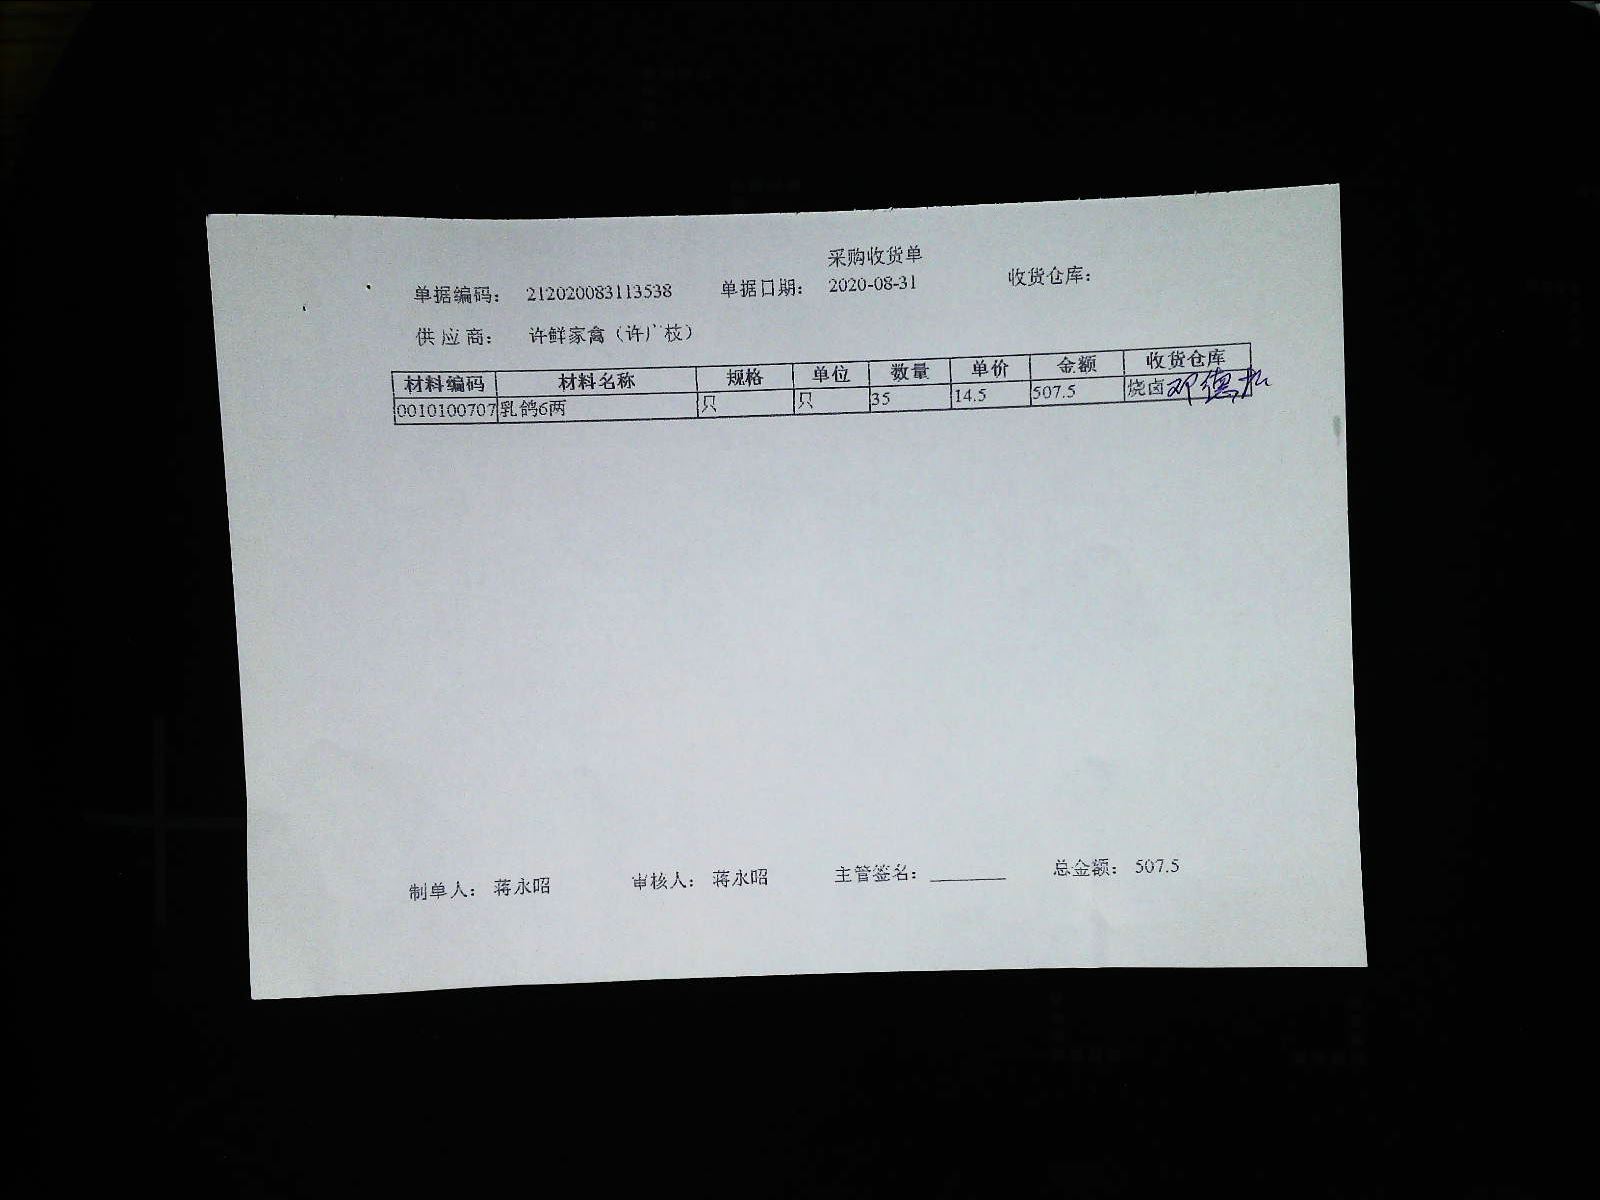 采购收货单
单据编码： 212020083113538 单据日期： 2020-08-31 收货仓库：
供 应 商： 许鲜家禽（许广枝）
材料编码 材料名称 规格 单位 数量 单价 金额 收货仓库
0010100707 乳鸽6两 只 只 35 14.5 507.5 烧卤
制单人： 蒋永昭 审核人： 蒋永昭 主管签名：________ 总金额： 507.5